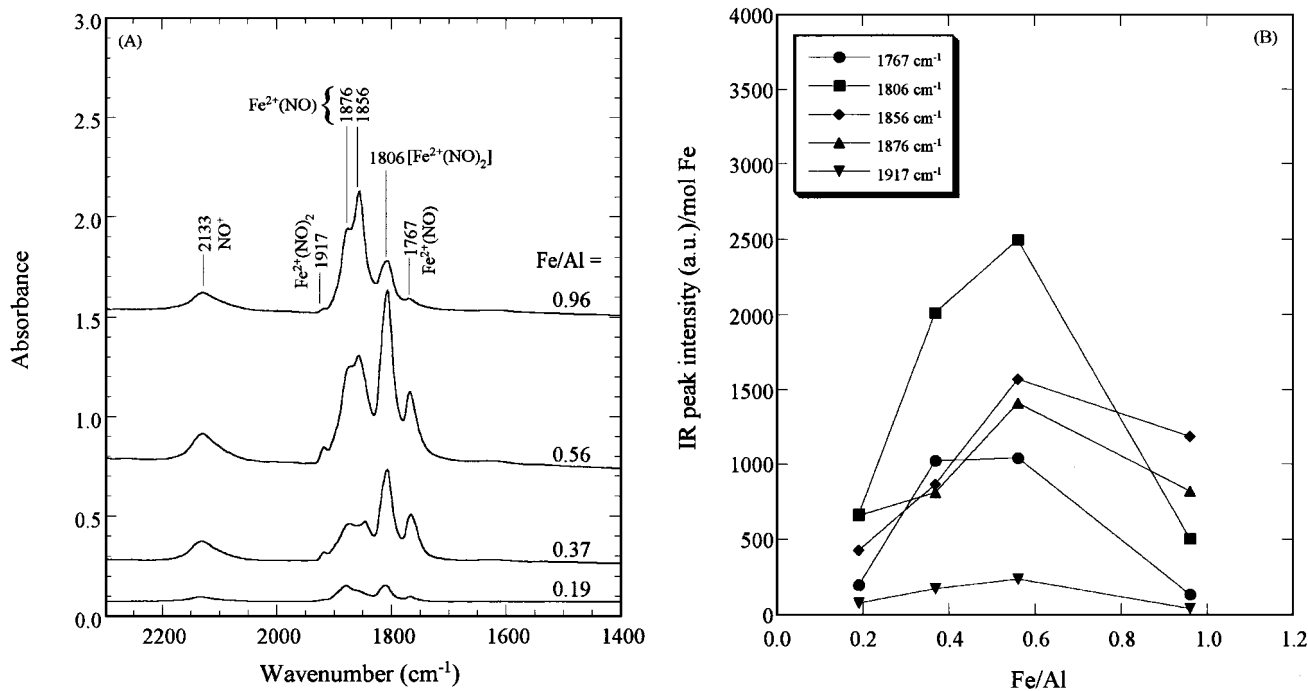 (A)
3.0
2.5
2.0
1.5
1.0
0.5
0.0
Absorbance
2200
2000
1800
1600
1400
Wavenumber (cm⁻¹)
Fe²⁺(NO) {
1876
1856
1806 [Fe²⁺(NO)₂]
2133
NO⁺
Fe²⁺(NO)₂
1917
1767
Fe²⁺(NO)
Fe/Al =
0.96
0.56
0.37
0.19
(B)
4000
3500
3000
2500
2000
1500
1000
500
0
IR peak intensity (a.u.)/mol Fe
1767 cm⁻¹
1806 cm⁻¹
1856 cm⁻¹
1876 cm⁻¹
1917 cm⁻¹
0.0
0.2
0.4
0.6
0.8
1.0
1.2
Fe/Al